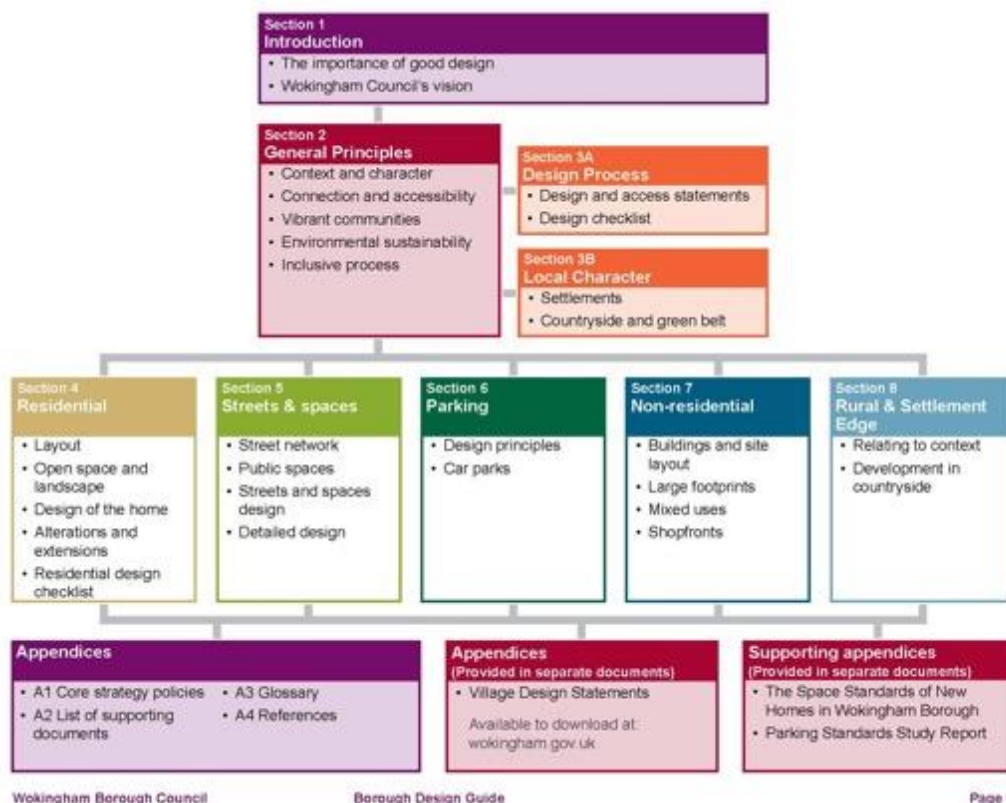 Section 1
Introduction
• The importance of good design
• Wokingham Council's vision
Section 2
General Principles
• Context and character
• Connection and accessibility
• Vibrant communities
• Environmental sustainability
• Inclusive process
Section 3A
Design Process
• Design and access statements
• Design checklist
Section 3B
Local Character
• Settlements
• Countryside and green belt
Section 4
Residential
• Layout
• Open space and
landscape
• Design of the home
• Alterations and
extensions
• Residential design
checklist
Section 5
Streets & spaces
• Street network
• Public spaces
• Streets and spaces
design
• Detailed design
Section 6
Parking
• Design principles
• Car parks
Section 7
Non-residential
• Buildings and site
layout
• Large footprints
• Mixed uses
• Shopfronts
Section 8
Rural & Settlement
Edge
• Relating to context
• Development in
countryside
Appendices
• A1 Core strategy policies
• A2 List of supporting
documents
• A3 Glossary
• A4 References
Appendices
(Provided in separate documents)
• Village Design Statements
Available to download at
wokingham.gov.uk
Supporting appendices
(Provided in separate documents)
• The Space Standards of New
Homes in Wokingham Borough
• Parking Standards Study Report
Wokingham Borough Council
Borough Design Guide
Page